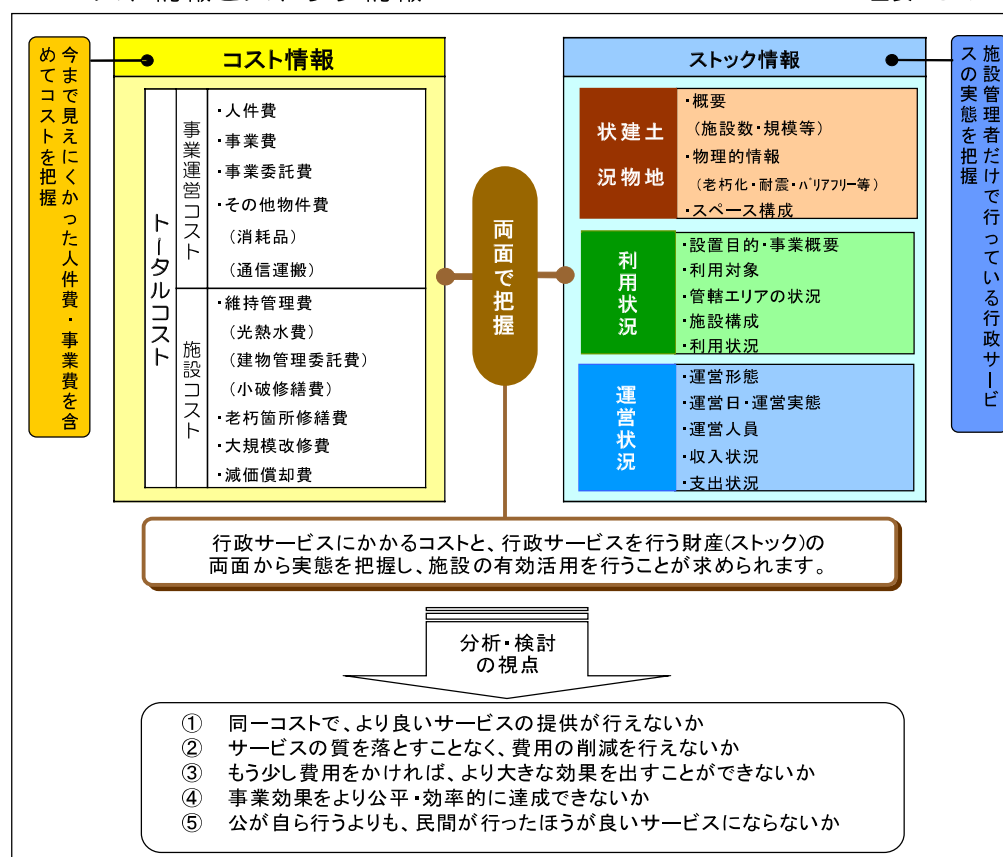 コスト情報
ストック情報
今まで見えにくかった人件費・事業費を含
めてコストを把握
施設管理者だけで行っている行政サービ
スの実態を把握
トータルコスト
事業運営コスト
・人件費
・事業費
・事業委託費
・その他物件費
(消耗品)
(通信運搬)
施設コスト
・維持管理費
(光熱水費)
(建物管理委託費)
(小破修繕費)
・老朽箇所修繕費
・大規模改修費
・減価償却費
両面で把握
土地
建物
状況
・概要
(施設数・規模等)
・物理的情報
(老朽化・耐震・バリアフリー等)
・スペース構成
利用状況
・設置目的・事業概要
・利用対象
・管轄エリアの状況
・施設構成
・利用状況
運営状況
・運営形態
・運営日・運営実態
・運営人員
・収入状況
・支出状況
行政サービスにかかるコストと、行政サービスを行う財産(ストック)の
両面から実態を把握し、施設の有効活用を行うことが求められます。
分析・検討
の視点
① 同一コストで、より良いサービスの提供が行えないか
② サービスの質を落とすことなく、費用の削減を行えないか
③ もう少し費用をかければ、より大きな効果を出すことができないか
④ 事業効果をより公平・効率的に達成できないか
⑤ 公が自ら行うよりも、民間が行ったほうが良いサービスにならないか